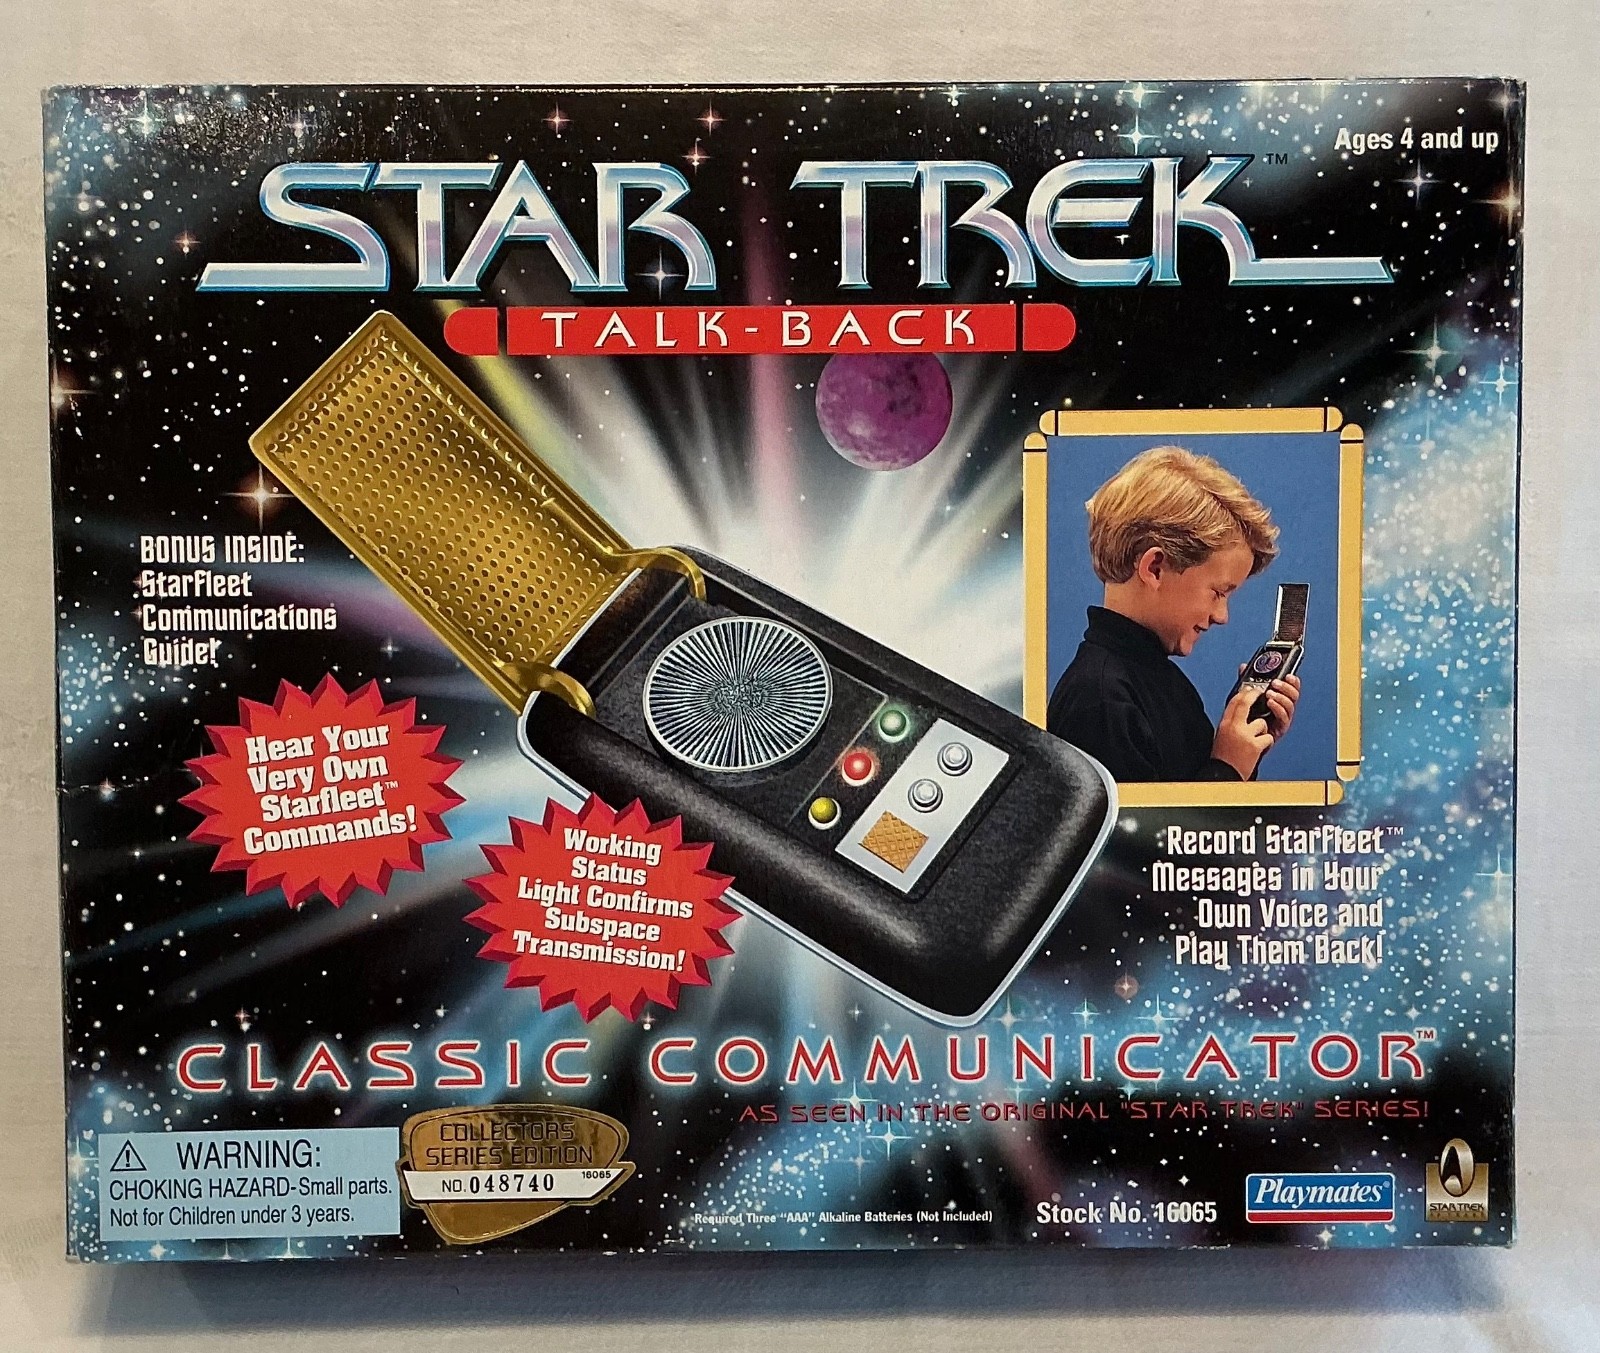 Ages 4 and up
STAR TREK™
TALK-BACK
BONUS INSIDE:
Starfleet
Communications
Guide!
Hear Your
Very Own
Starfleet™
Commands!
Working
Status
Light Confirms
Subspace
Transmission!
Record Starfleet™
Messages in Your
Own Voice and
Play Them Back!
CLASSIC COMMUNICATOR™
AS SEEN IN THE ORIGINAL "STAR TREK" SERIES!
⚠ WARNING:
CHOKING HAZARD-Small parts.
Not for Children under 3 years.
COLLECTORS
SERIES EDITION
NO. 048740 16065
Required Three "AAA" Alkaline Batteries (Not Included)
Stock No. 16065
Playmates®
STAR TREK